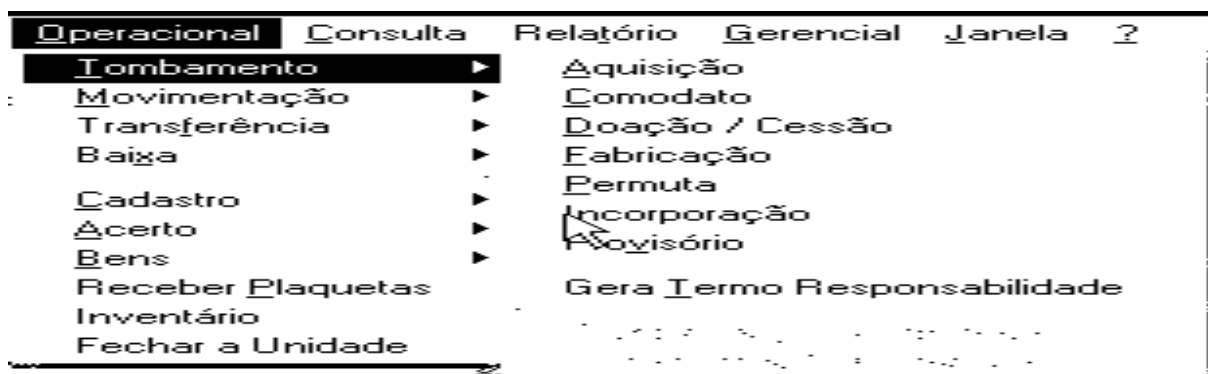 Operacional Consulta Relatório Gerencial Janela ?
Tombamento
Movimentação
Transferência
Baixa
Cadastro
Acerto
Bens
Receber Plaquetas
Inventário
Fechar a Unidade
Aquisição
Comodato
Doação / Cessão
Fabricação
Permuta
Incorporação
Provisório
Gera Termo Responsabilidade